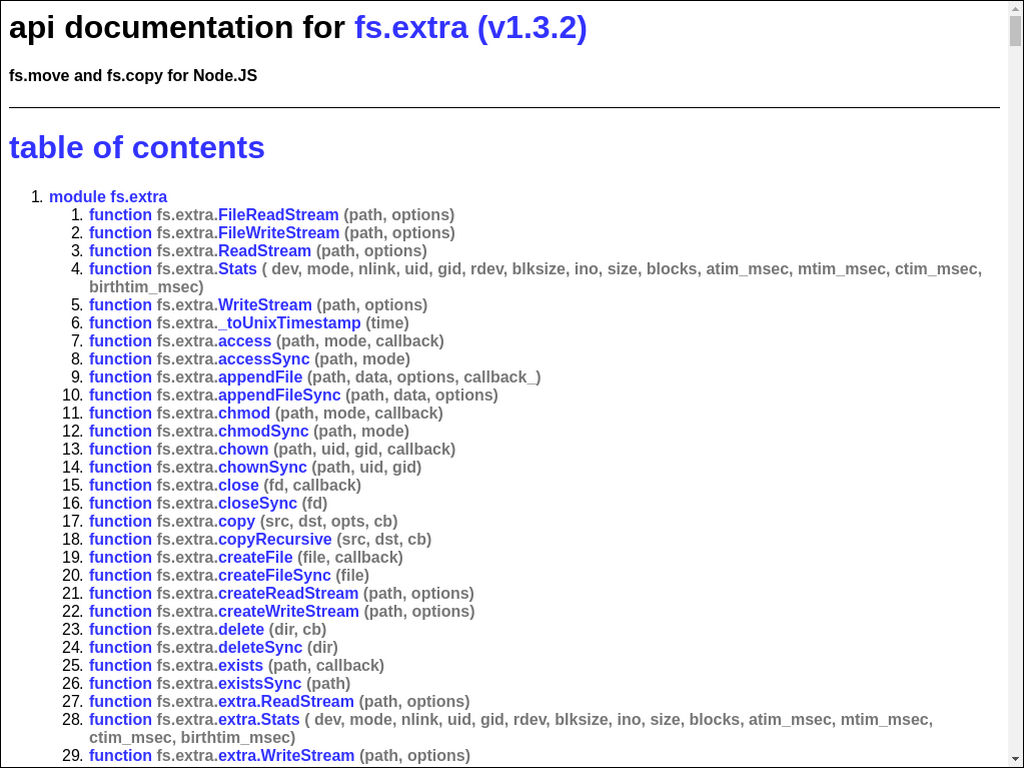 api documentation for fs.extra (v1.3.2)
fs.move and fs.copy for Node.JS
table of contents
1. module fs.extra
1. function fs.extra.FileReadStream (path, options)
2. function fs.extra.FileWriteStream (path, options)
3. function fs.extra.ReadStream (path, options)
4. function fs.extra.Stats ( dev, mode, nlink, uid, gid, rdev, blksize, ino, size, blocks, atim_msec, mtim_msec, ctim_msec,
birthtim_msec)
5. function fs.extra.WriteStream (path, options)
6. function fs.extra._toUnixTimestamp (time)
7. function fs.extra.access (path, mode, callback)
8. function fs.extra.accessSync (path, mode)
9. function fs.extra.appendFile (path, data, options, callback_)
10. function fs.extra.appendFileSync (path, data, options)
11. function fs.extra.chmod (path, mode, callback)
12. function fs.extra.chmodSync (path, mode)
13. function fs.extra.chown (path, uid, gid, callback)
14. function fs.extra.chownSync (path, uid, gid)
15. function fs.extra.close (fd, callback)
16. function fs.extra.closeSync (fd)
17. function fs.extra.copy (src, dst, opts, cb)
18. function fs.extra.copyRecursive (src, dst, cb)
19. function fs.extra.createFile (file, callback)
20. function fs.extra.createFileSync (file)
21. function fs.extra.createReadStream (path, options)
22. function fs.extra.createWriteStream (path, options)
23. function fs.extra.delete (dir, cb)
24. function fs.extra.deleteSync (dir)
25. function fs.extra.exists (path, callback)
26. function fs.extra.existsSync (path)
27. function fs.extra.extra.ReadStream (path, options)
28. function fs.extra.extra.Stats ( dev, mode, nlink, uid, gid, rdev, blksize, ino, size, blocks, atim_msec, mtim_msec,
ctim_msec, birthtim_msec)
29. function fs.extra.extra.WriteStream (path, options)